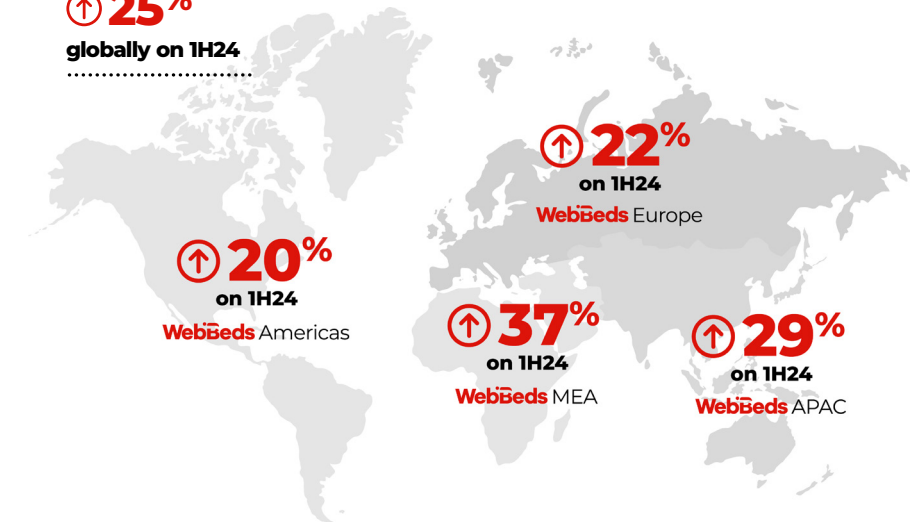 25%
globally on 1H24
22%
on 1H24
WebBeds Europe
20%
on 1H24
WebBeds Americas
37%
on 1H24
WebBeds MEA
29%
on 1H24
WebBeds APAC